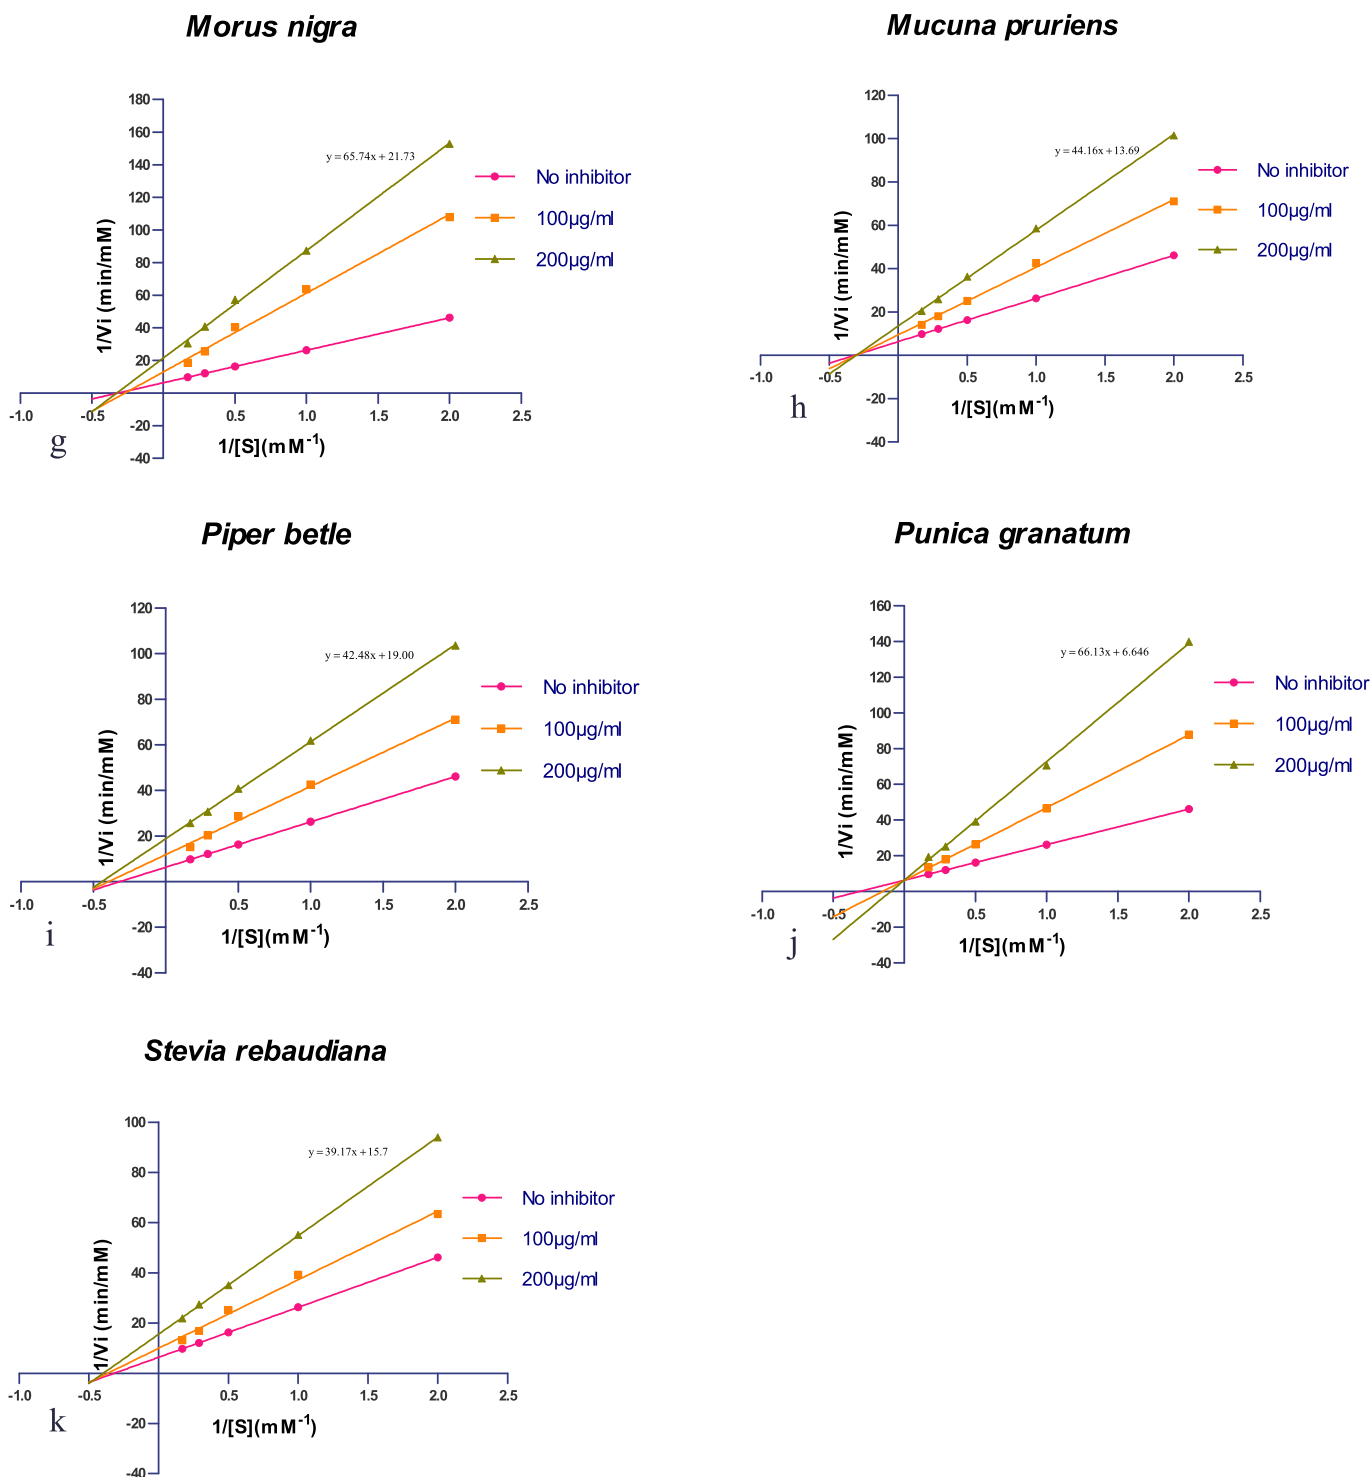 Morus nigra
180
160
140
120
100
80
60
40
20
-20
-40
-1.0
-0.5
0.5
1.0
1.5
2.0
2.5
1/Vi (min/mM)
1/[S](mM⁻¹)
y = 65.74x + 21.73
No inhibitor
100µg/ml
200µg/ml
g
Mucuna pruriens
120
100
80
60
40
20
-20
-40
-1.0
-0.5
0.5
1.0
1.5
2.0
2.5
1/Vi (min/mM)
1/[S](mM⁻¹)
y = 44.16x + 13.69
No inhibitor
100µg/ml
200µg/ml
h
Piper betle
120
100
80
60
40
20
-20
-40
-1.0
-0.5
0.5
1.0
1.5
2.0
2.5
1/Vi (min/mM)
1/[S](mM⁻¹)
y = 42.48x + 19.00
No inhibitor
100µg/ml
200µg/ml
i
Punica granatum
160
140
120
100
80
60
40
20
-20
-40
-1.0
-0.5
0.5
1.0
1.5
2.0
2.5
1/Vi (min/mM)
1/[S](mM⁻¹)
y = 66.13x + 6.646
No inhibitor
100µg/ml
200µg/ml
j
Stevia rebaudiana
100
80
60
40
20
-20
-40
-1.0
-0.5
0.5
1.0
1.5
2.0
2.5
1/Vi (min/mM)
1/[S](mM⁻¹)
y = 39.17x + 15.7
No inhibitor
100µg/ml
200µg/ml
k